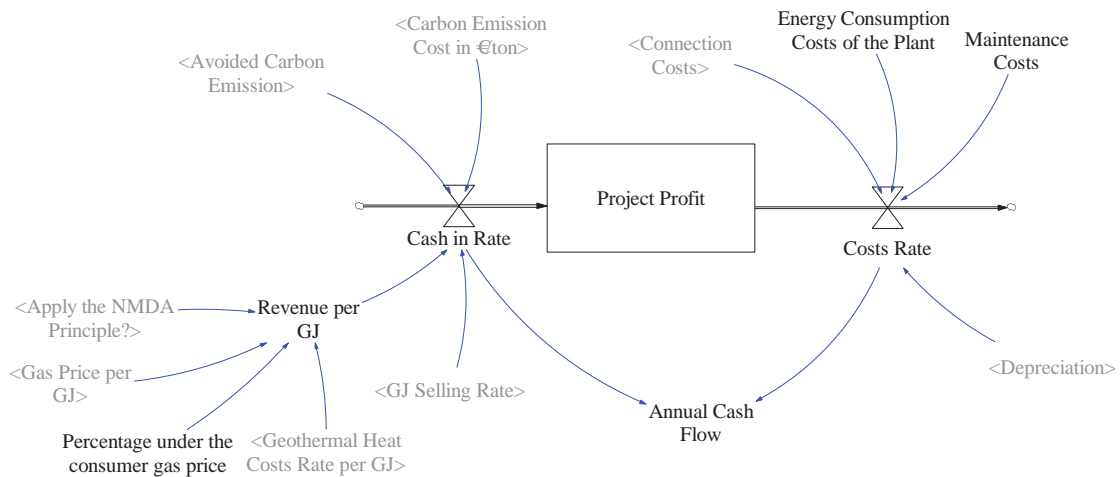 <Carbon Emission
Cost in €ton>
<Avoided Carbon
Emission>
<Connection
Costs>
Energy Consumption
Costs of the Plant
Maintenance
Costs
Project Profit
Cash in Rate
Costs Rate
<Apply the NMDA
Principle?>
Revenue per
GJ
<Gas Price per
GJ>
<GJ Selling Rate>
<Depreciation>
Annual Cash
Flow
Percentage under the
consumer gas price
<Geothermal Heat
Costs Rate per GJ>